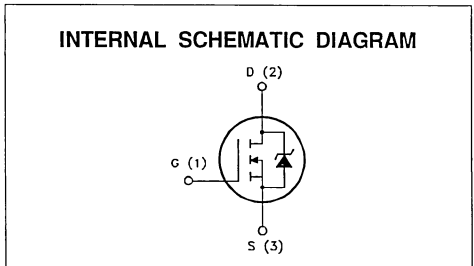 INTERNAL SCHEMATIC DIAGRAM
D (2)
G (1)
S (3)